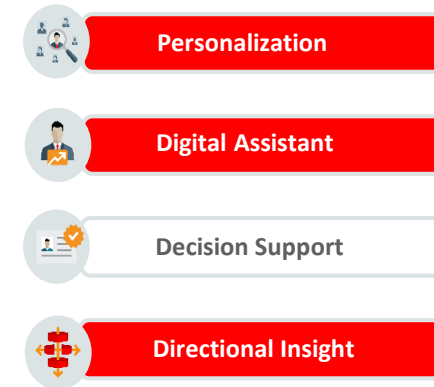 Personalization
Digital Assistant
Decision Support
Directional Insight